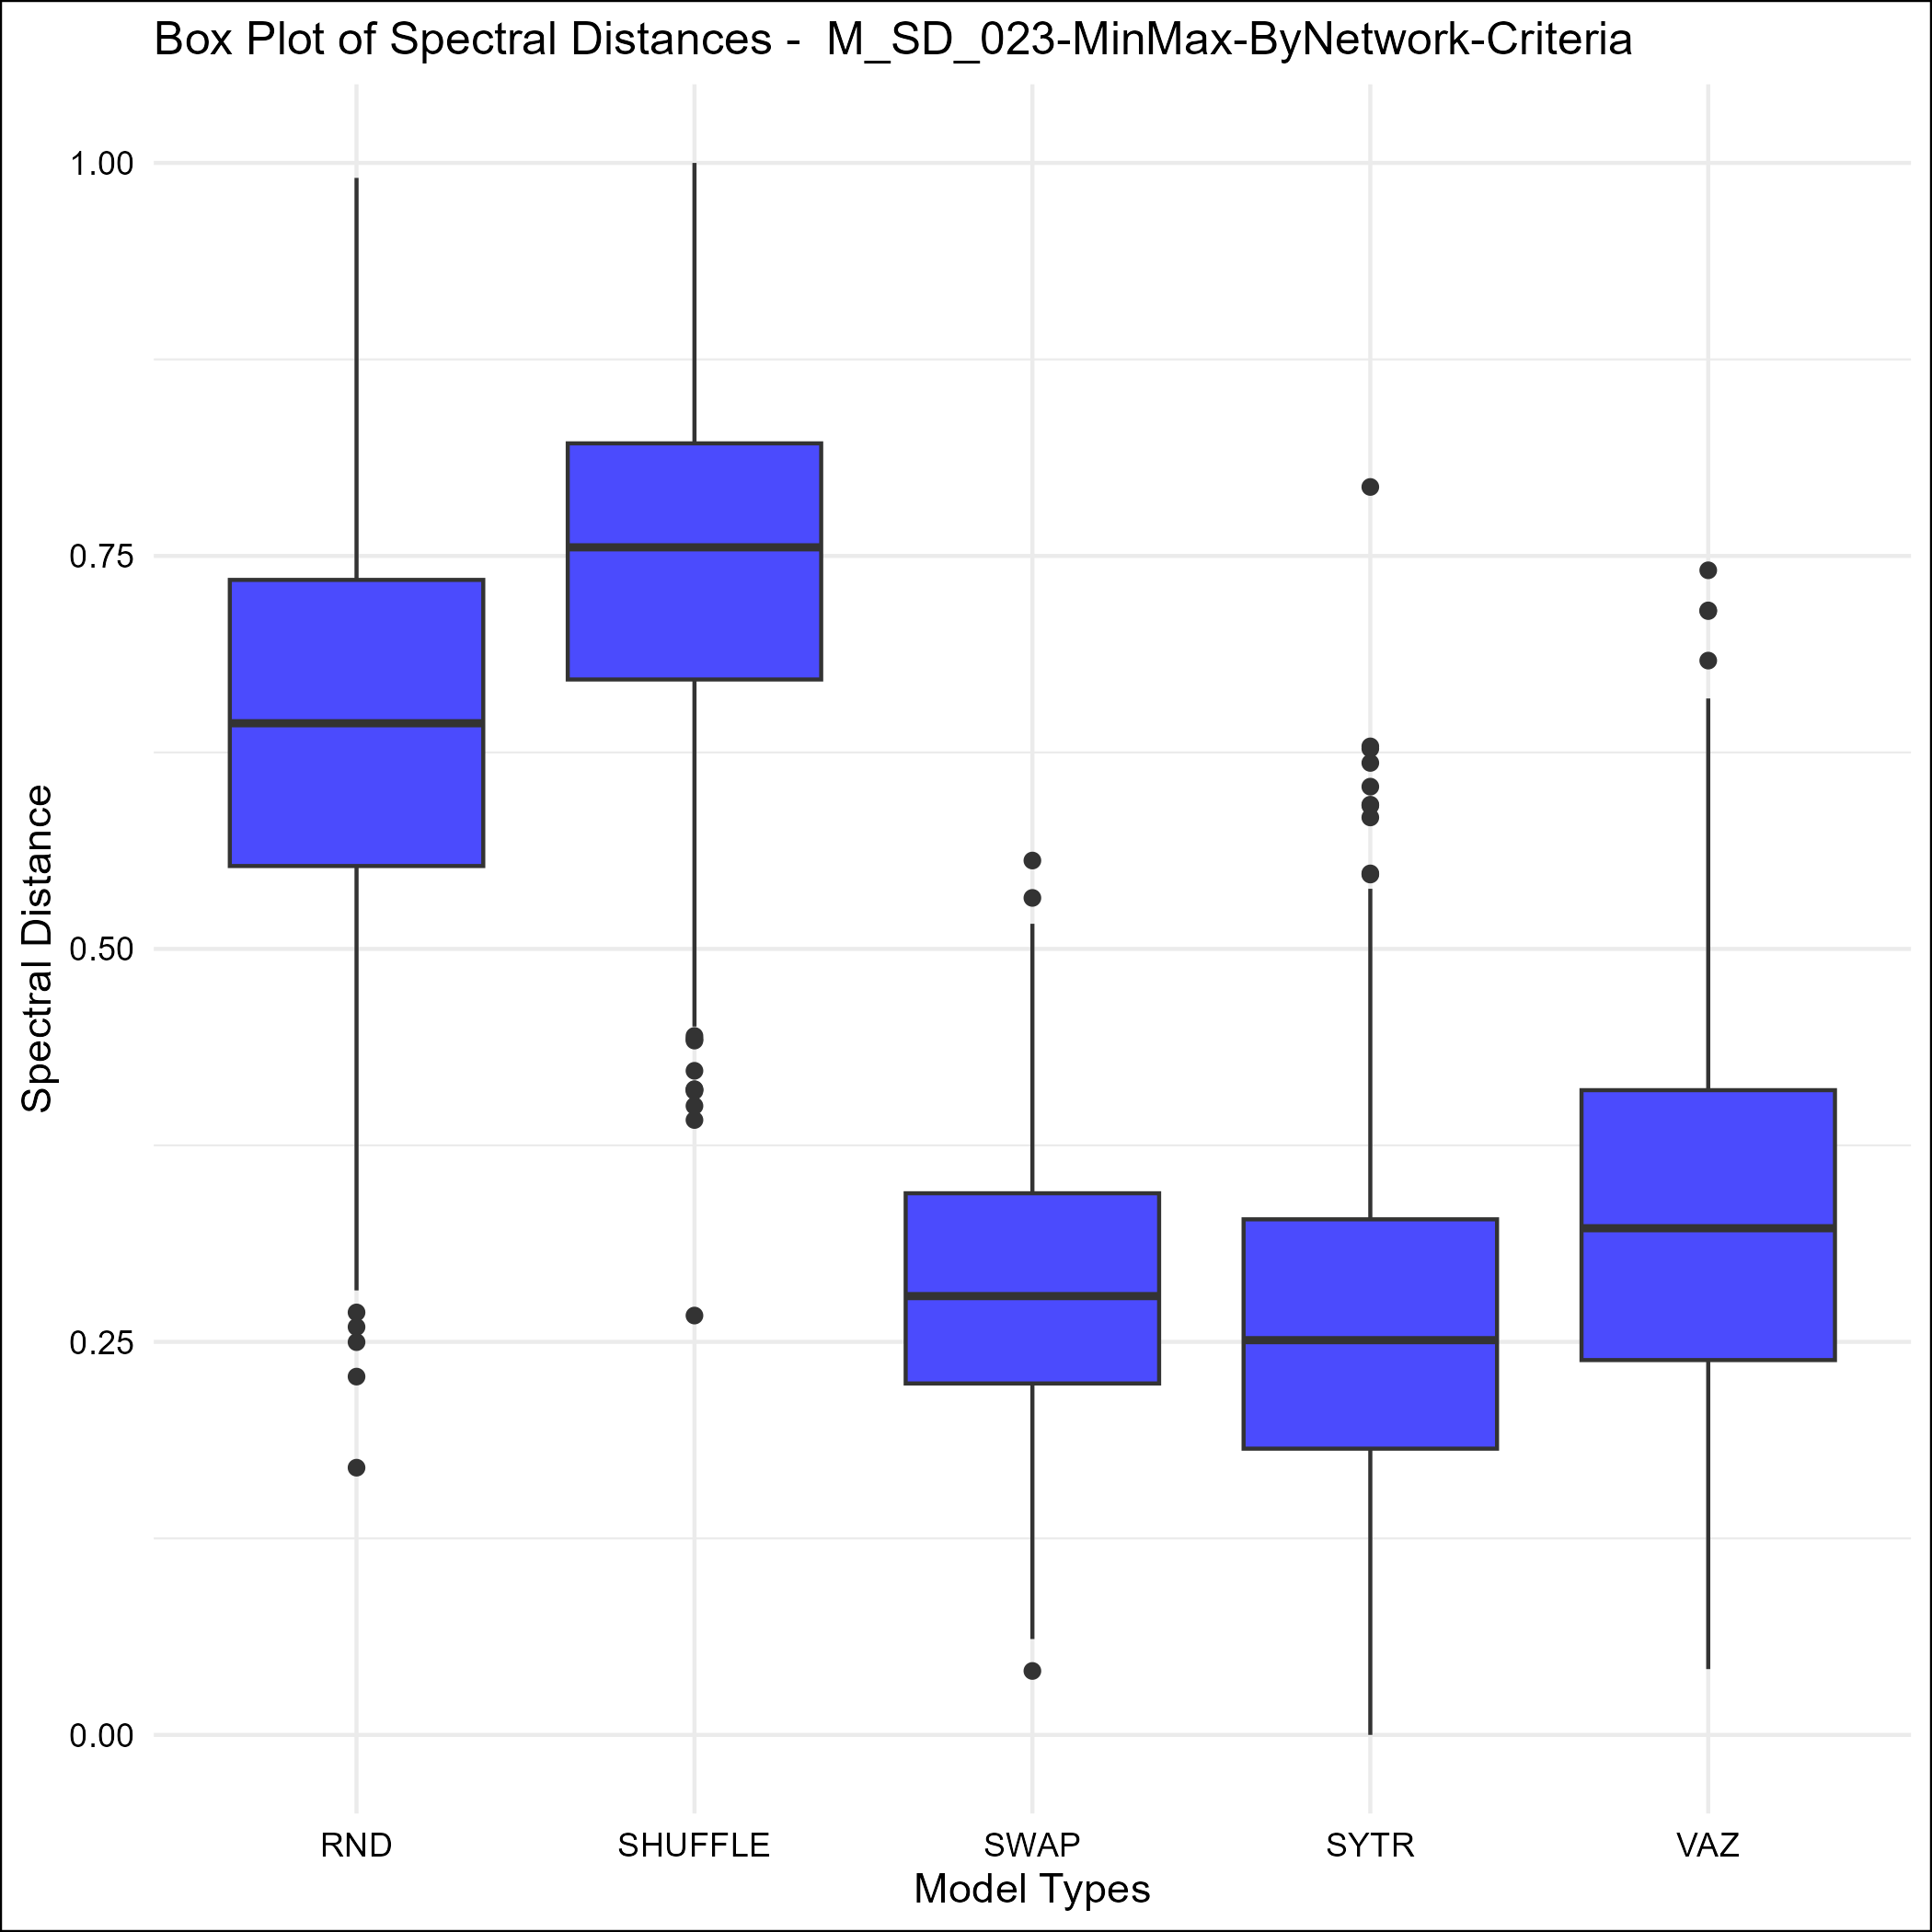 Box Plot of Spectral Distances -  M_SD_023-MinMax-ByNetwork-Criteria
1.00
0.75
0.50
0.25
0.00
Spectral Distance
RND SHUFFLE SWAP SYTR VAZ
Model Types